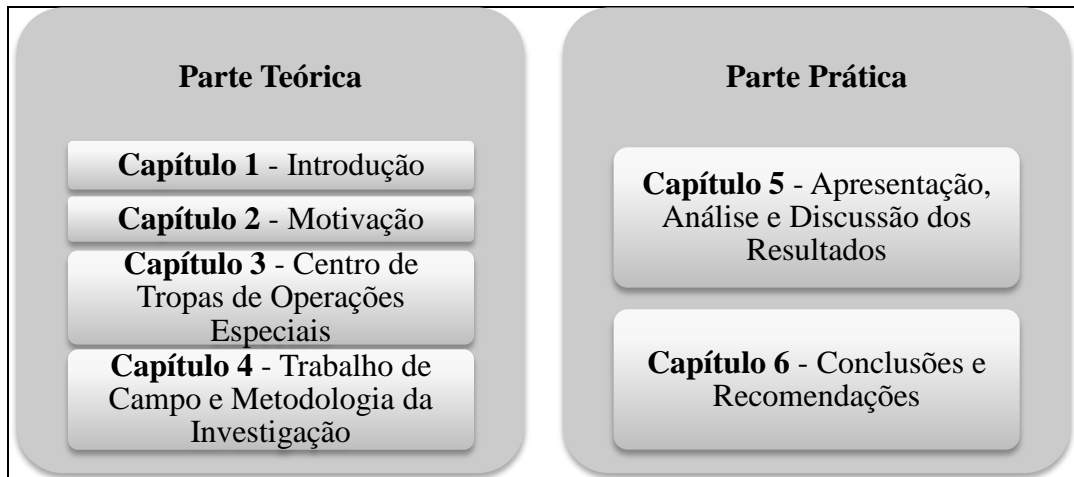 Parte Teórica
Capítulo 1 - Introdução
Capítulo 2 - Motivação
Capítulo 3 - Centro de
Tropas de Operações
Especiais
Capítulo 4 - Trabalho de
Campo e Metodologia da
Investigação
Parte Prática
Capítulo 5 - Apresentação,
Análise e Discussão dos
Resultados
Capítulo 6 - Conclusões e
Recomendações